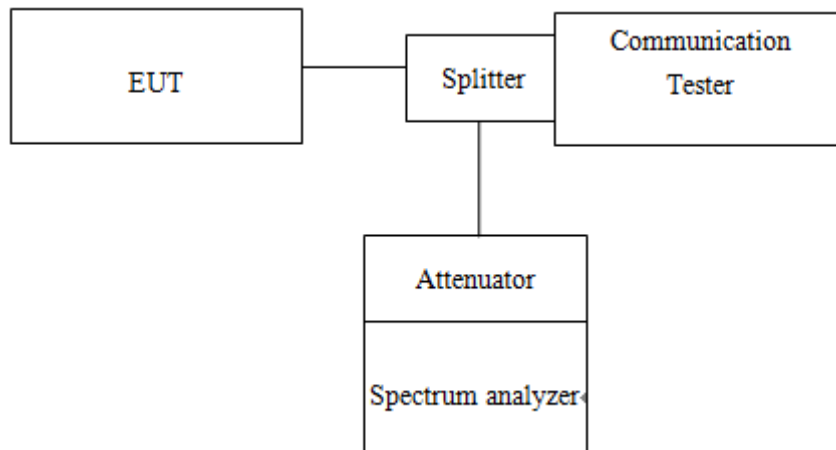 EUT
Splitter
Communication
Tester
Attenuator
Spectrum analyzer